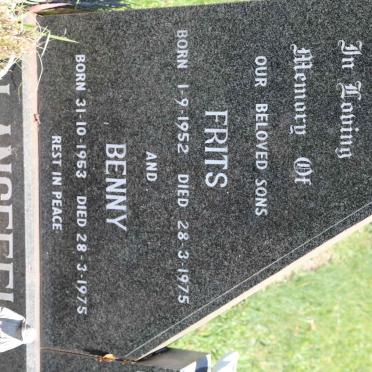 In Loving
Memory Of
OUR BELOVED SONS
FRITS
BORN 1-9-1952 DIED 28-3-1975
AND
BENNY
BORN 31-10-1953 DIED 28-3-1975
REST IN PEACE